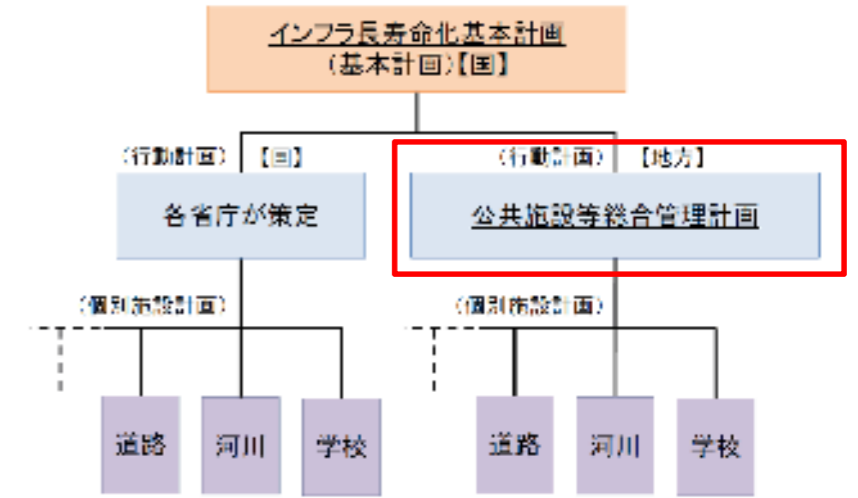 インフラ長寿命化基本計画
(基本計画)【国】
(行動計画) 【国】
(行動計画) 【地方】
各省庁が策定
公共施設等総合管理計画
(個別施設計画)
(個別施設計画)
道路
河川
学校
道路
河川
学校